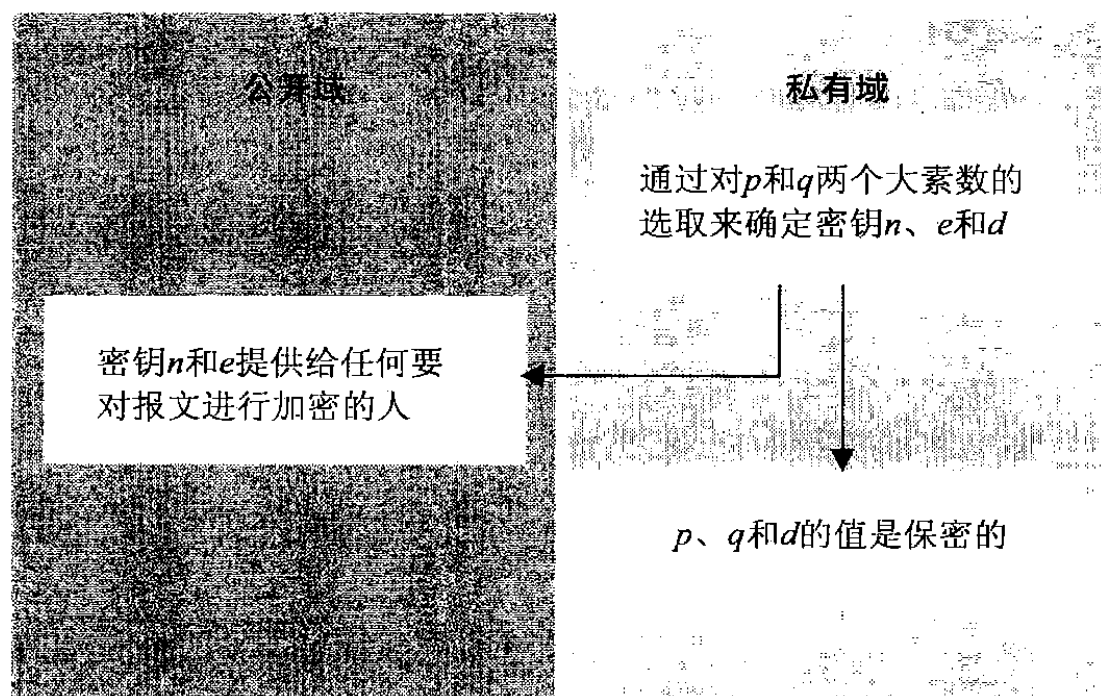 公开域
私有域
通过对p和q两个大素数的
选取来确定密钥n、e和d
密钥n和e提供给任何要
对报文进行加密的人
p、q和d的值是保密的